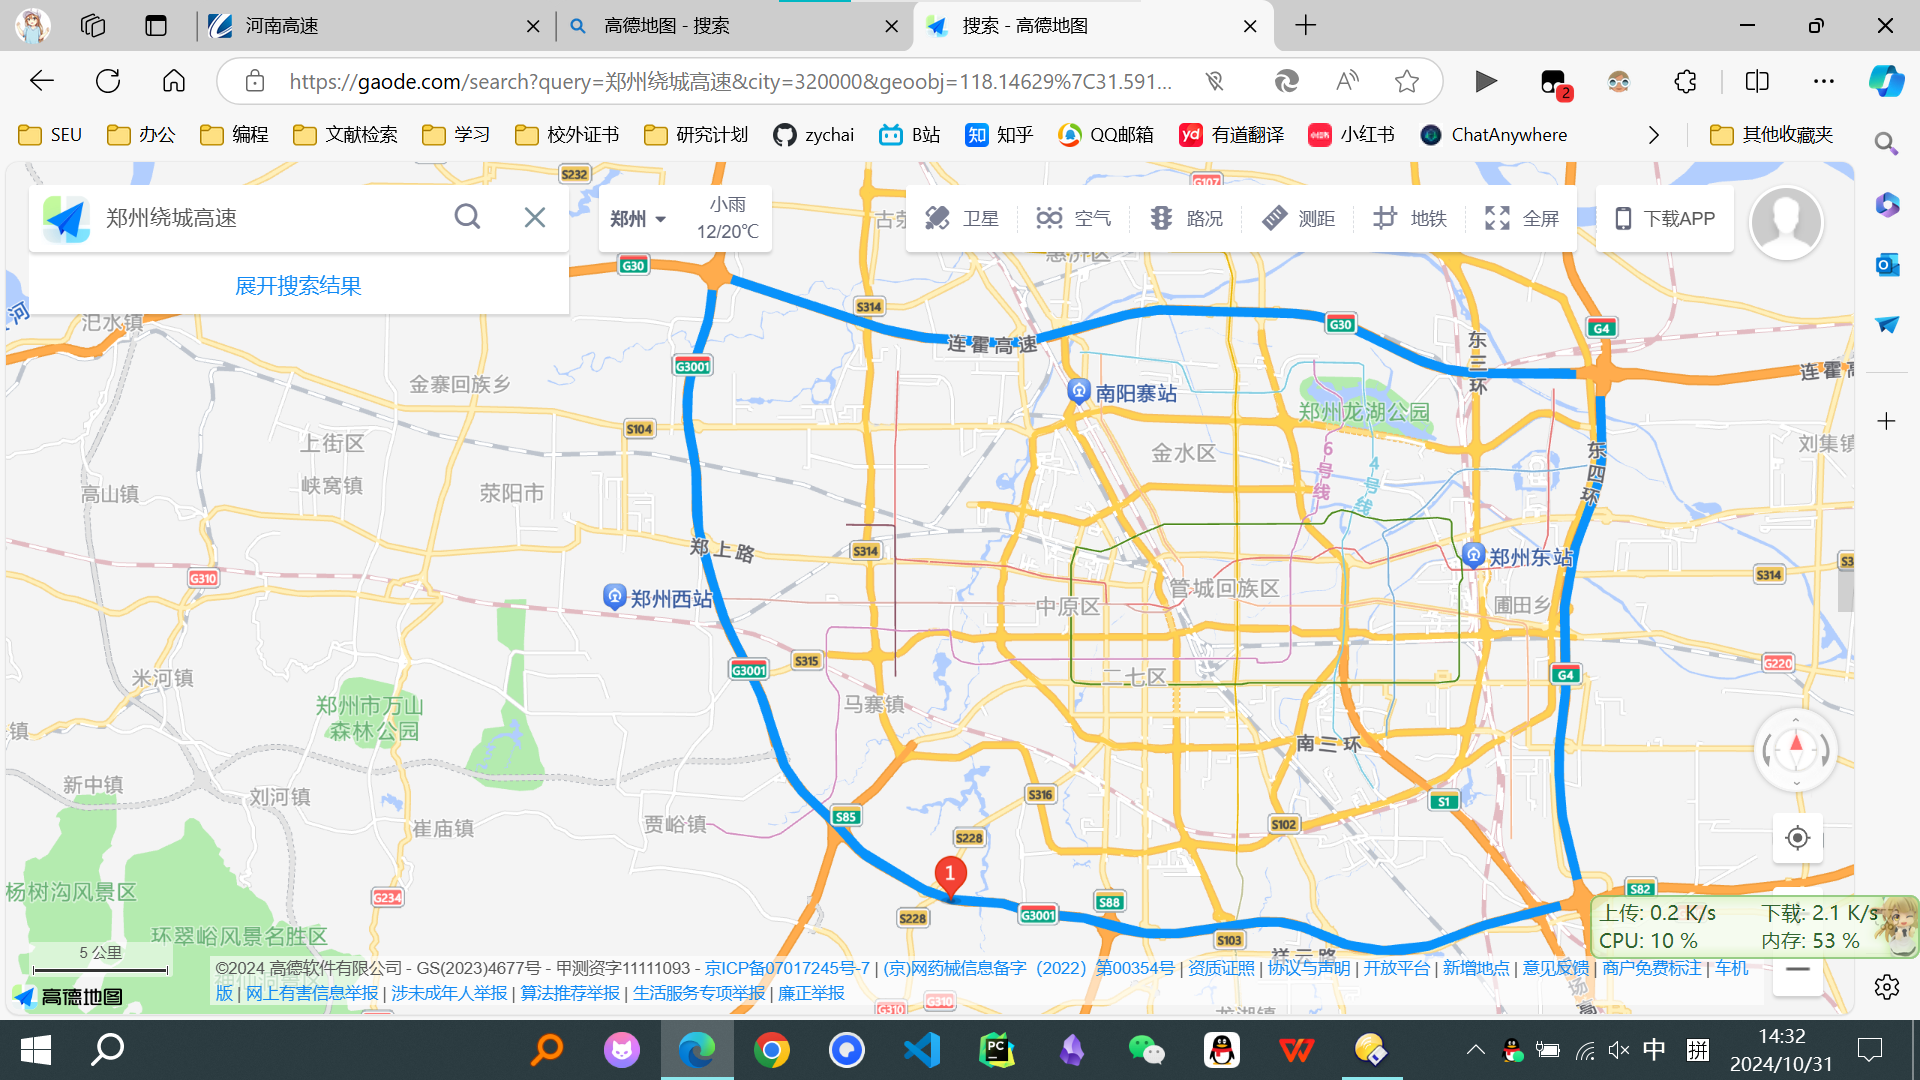 河南高速
高德地图 - 搜索
搜索 - 高德地图
https://gaode.com/search?query=郑州绕城高速&city=320000&geoobj=118.14629%7C31.591...
2
SEU
办公
编程
文献检索
学习
校外证书
研究计划
zychai
B站
知乎
QQ邮箱
有道翻译
小红书
ChatAnywhere
其他收藏夹
郑州绕城高速
展开搜索结果
郑州
小雨
12/20℃
卫星
空气
路况
测距
地铁
全屏
下载APP
S232
G107
G30
惠济区
S314
汜水镇
连霍高速
G30
东三环
G4
G3001
金寨回族乡
南阳寨站
郑州龙湖公园
S104
上街区
金水区
6号线
4号线
东四环
刘集镇
峡窝镇
高山镇
荥阳市
郑上路
S314
郑州东站
G310
郑州西站
中原区
管城回族区
圃田乡
S314
S315
G3001
二七区
G4
G220
米河镇
郑州市万山
森林公园
马寨镇
南三环
新中镇
刘河镇
S316
S1
S85
崔庙镇
贾峪镇
S228
S102
1
杨树沟风景区
G234
S228
G3001
S88
S82
S103
祥云路
环翠峪风景名胜区
5 公里
高德地图
上传: 0.2 K/s
下载: 2.1 K/s
CPU: 10 %
内存: 53 %
©2024 高德软件有限公司 - GS(2023)4677号 - 甲测资字11111093 - 京ICP备07017245号-7 | (京)网药械信息备字（2022）第00354号 | 资质证照 | 协议与声明 | 开放平台 | 新增地点 | 意见反馈 | 商户免费标注 | 车机
版 | 网上有害信息举报 | 涉未成年人举报 | 算法推荐举报 | 生活服务专项举报 | 廉正举报
G310
G310
龙湖镇
中
拼
14:32
2024/10/31